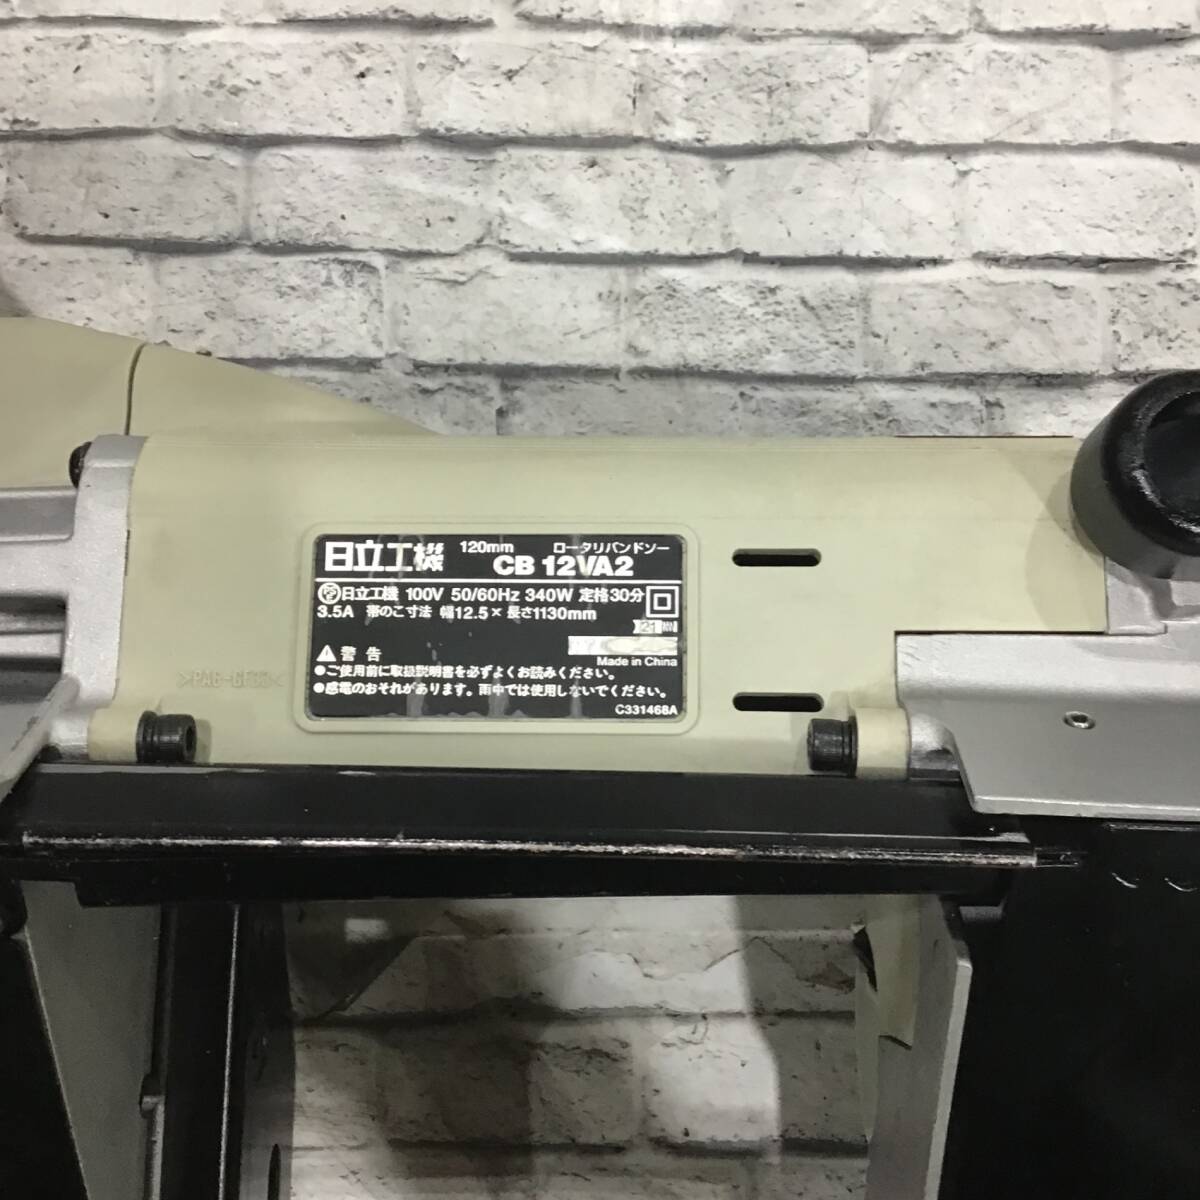 日立工機 120mm ロータリバンドソー
CB 12VA2
日立工機 100V 50/60Hz 340W 定格30分
3.5A 帯のこ寸法 幅12.5×長さ1130mm
Made in China
警告
●ご使用前に取扱説明書を必ずよくお読みください。
●感電のおそれがあります。雨中では使用しないでください。
C331468A
>PA6-GF35<